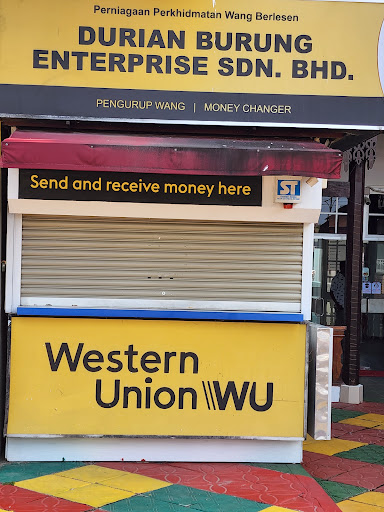 Perniagaan Perkhidmatan Wang Berlesen
DURIAN BURUNG
ENTERPRISE SDN. BHD.
PENGURUP WANG | MONEY CHANGER
Send and receive money here
ST
Western
Union \\WU